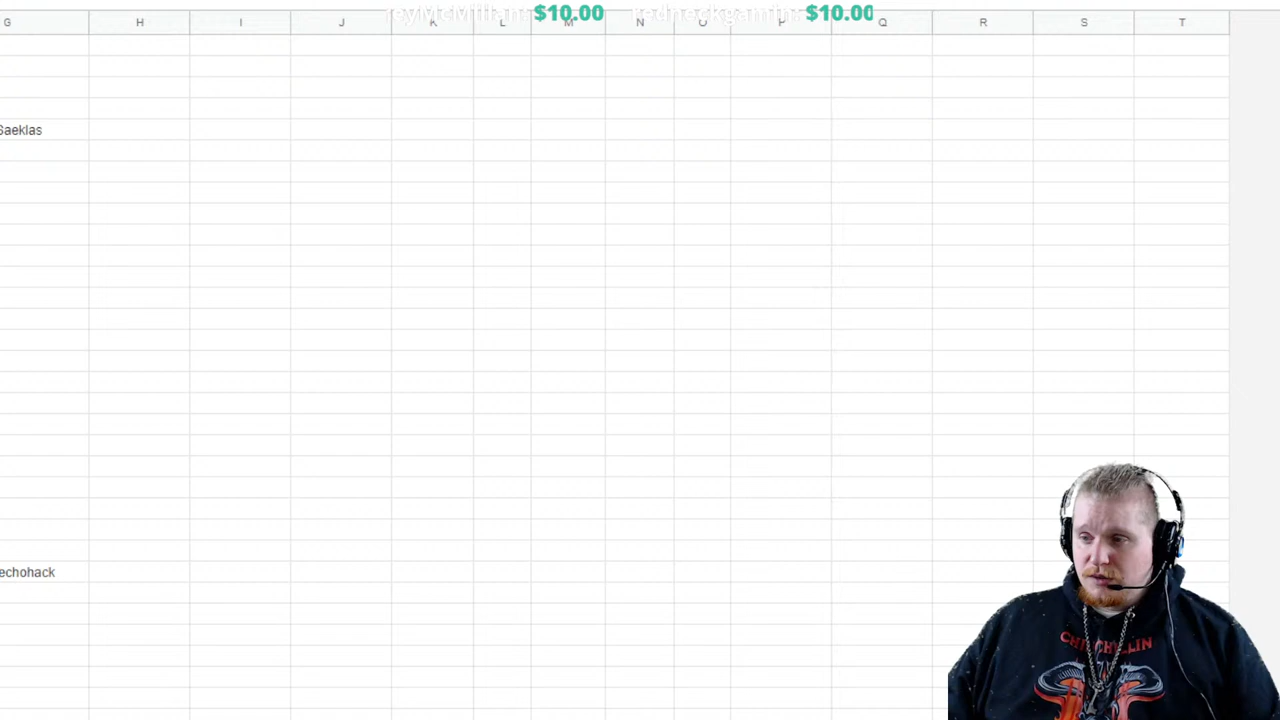 $10.00 $10.00
G H I J K L M N O P Q R S T
Saeklas
echohack